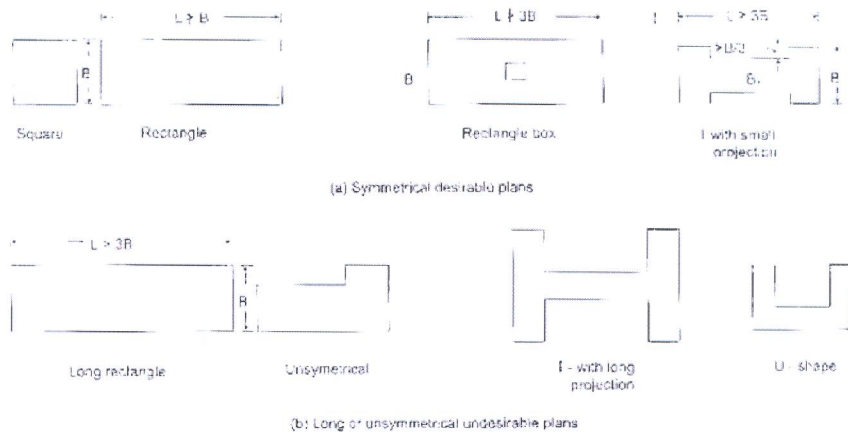 L ≯ B
L ≯ 3B
L > 3B
B
B
>B/3
B
Square
Rectangle
Rectangle box
I with small
projection
(a) Symmetrical desirable plans
L > 3B
B
Long rectangle
Unsymetrical
I - with long
projection
U - shape
(b) Long or unsymmetrical undesirable plans